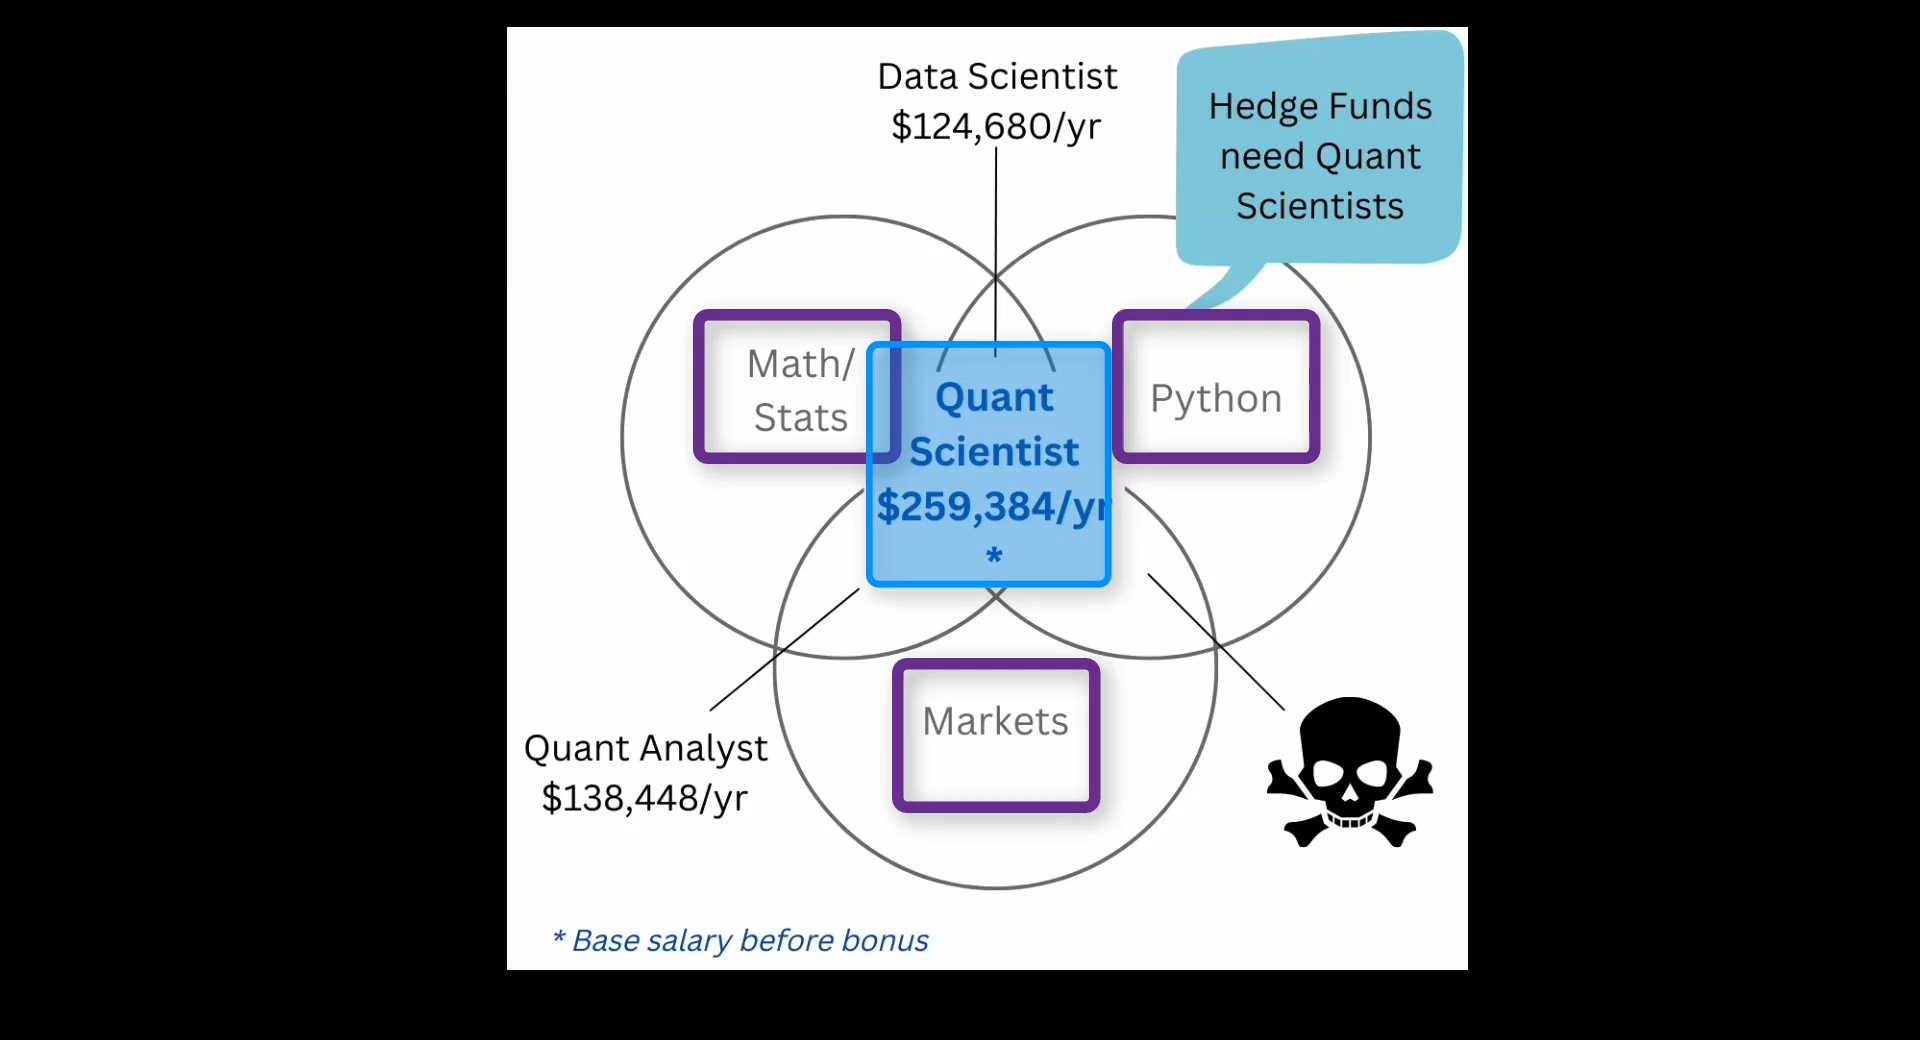 Data Scientist
$124,680/yr
Hedge Funds
need Quant
Scientists
Math/
Stats
Quant
Scientist
$259,384/yr
*
Python
Quant Analyst
$138,448/yr
Markets
* Base salary before bonus